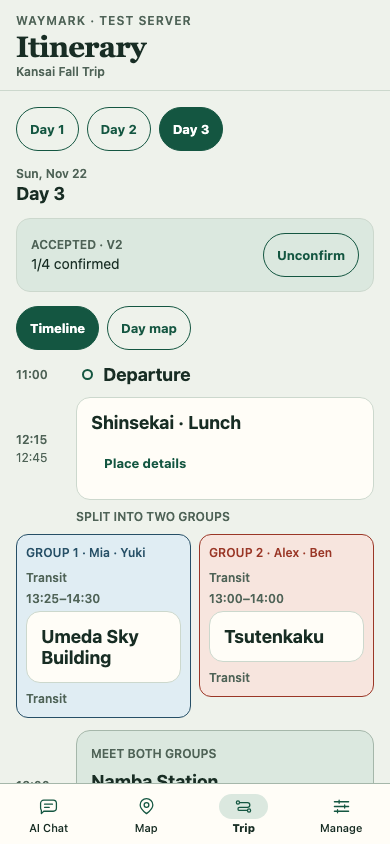 WAYMARK · TEST SERVER
Itinerary
Kansai Fall Trip
Day 1
Day 2
Day 3
Sun, Nov 22
Day 3
ACCEPTED · V2
1/4 confirmed
Unconfirm
Timeline
Day map
11:00
Departure
Shinsekai · Lunch
12:15
12:45
Place details
SPLIT INTO TWO GROUPS
GROUP 1 · Mia · Yuki
Transit
13:25–14:30
Umeda Sky
Building
Transit
GROUP 2 · Alex · Ben
Transit
13:00–14:00
Tsutenkaku
Transit
MEET BOTH GROUPS
Namba Station
AI Chat
Map
Trip
Manage